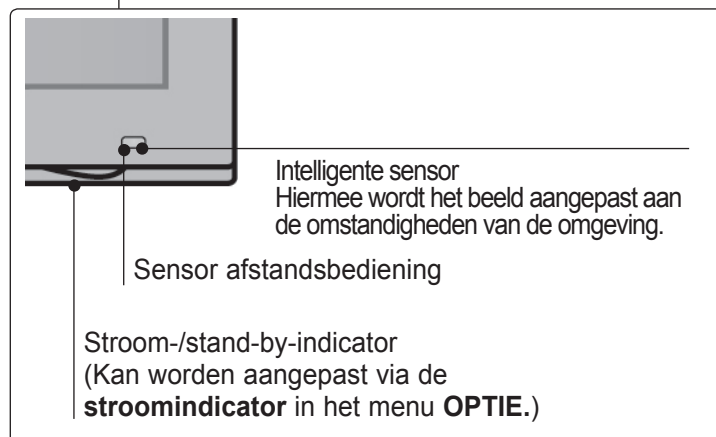 Intelligente sensor
Hiermee wordt het beeld aangepast aan
de omstandigheden van de omgeving.
Sensor afstandsbediening
Stroom-/stand-by-indicator
(Kan worden aangepast via de
stroomindicator in het menu OPTIE.)